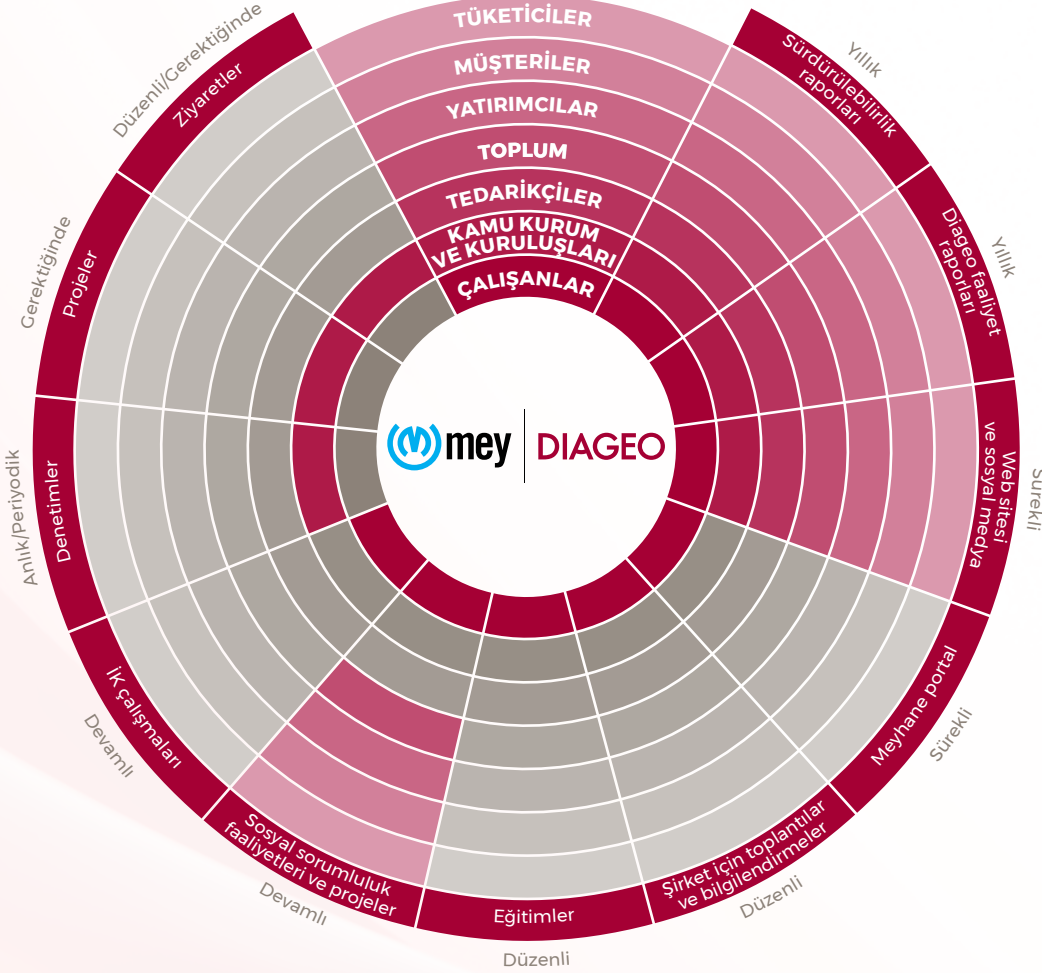 TÜKETİCİLER
MÜŞTERİLER
YATIRIMCILAR
TOPLUM
TEDARİKÇİLER
KAMU KURUM
VE KURULUŞLARI
ÇALIŞANLAR
mey | DIAGEO
Sürdürülebilirlik
raporları
Yıllık
Diageo faaliyet
raporları
Yıllık
Web sitesi
ve sosyal medya
Sürekli
Meyhane portal
Sürekli
Şirket için toplantılar
ve bilgilendirmeler
Düzenli
Eğitimler
Düzenli
Sosyal sorumluluk
faaliyetleri ve projeler
Devamlı
İK çalışmaları
Devamlı
Denetimler
Anlık/Periyodik
Projeler
Gerektiğinde
Ziyaretler
Düzenli/Gerektiğinde